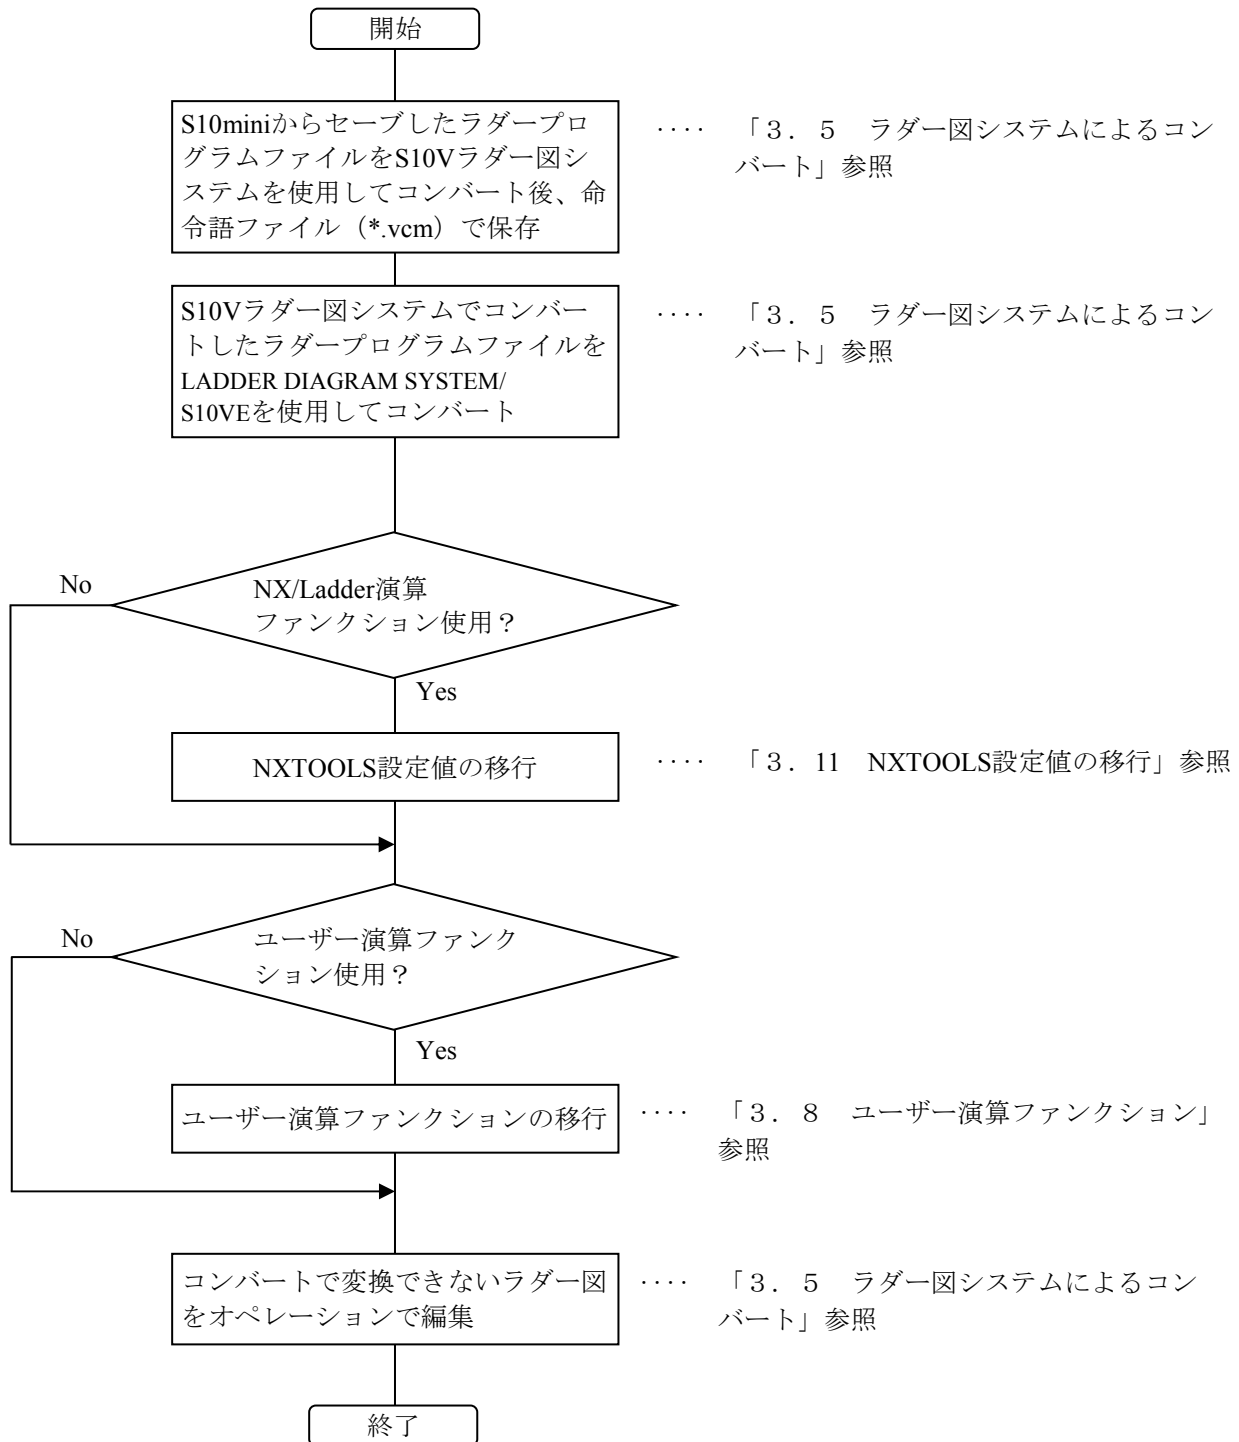 開始
S10miniからセーブしたラダープロ
グラムファイルをS10Vラダー図シ
ステムを使用してコンバート後、命
令語ファイル（*.vcm）で保存
‥‥ 「３．５　ラダー図システムによるコン
バート」参照
S10Vラダー図システムでコンバー
トしたラダープログラムファイルを
LADDER DIAGRAM SYSTEM/
S10VEを使用してコンバート
‥‥ 「３．５　ラダー図システムによるコン
バート」参照
No
NX/Ladder演算
ファンクション使用？
Yes
NXTOOLS設定値の移行
‥‥ 「３．11　NXTOOLS設定値の移行」参照
No
ユーザー演算ファンク
ション使用？
Yes
ユーザー演算ファンクションの移行
‥‥ 「３．８　ユーザー演算ファンクション」
参照
コンバートで変換できないラダー図
をオペレーションで編集
‥‥ 「３．５　ラダー図システムによるコン
バート」参照
終了